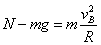 N − mg = m v_B^2 / R